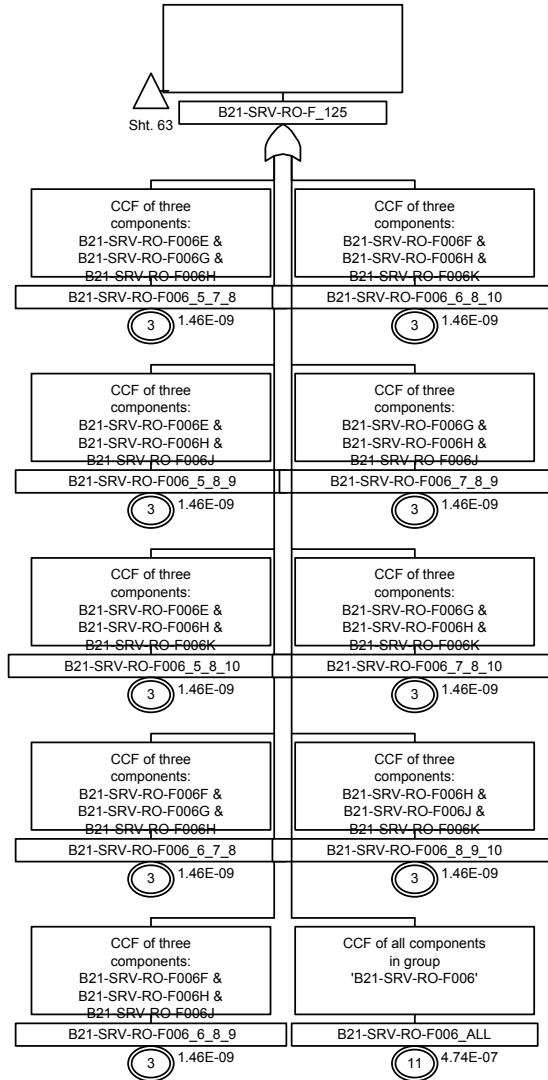 Sht. 63
B21-SRV-RO-F_125
CCF of three
components:
B21-SRV-RO-F006E &
B21-SRV-RO-F006G &
B21-SRV-RO-F006H
B21-SRV-RO-F006_5_7_8
3
1.46E-09
CCF of three
components:
B21-SRV-RO-F006F &
B21-SRV-RO-F006H &
B21-SRV-RO-F006K
B21-SRV-RO-F006_6_8_10
3
1.46E-09
CCF of three
components:
B21-SRV-RO-F006E &
B21-SRV-RO-F006H &
B21-SRV-RO-F006J
B21-SRV-RO-F006_5_8_9
3
1.46E-09
CCF of three
components:
B21-SRV-RO-F006G &
B21-SRV-RO-F006H &
B21-SRV-RO-F006J
B21-SRV-RO-F006_7_8_9
3
1.46E-09
CCF of three
components:
B21-SRV-RO-F006E &
B21-SRV-RO-F006H &
B21-SRV-RO-F006K
B21-SRV-RO-F006_5_8_10
3
1.46E-09
CCF of three
components:
B21-SRV-RO-F006G &
B21-SRV-RO-F006H &
B21-SRV-RO-F006K
B21-SRV-RO-F006_7_8_10
3
1.46E-09
CCF of three
components:
B21-SRV-RO-F006F &
B21-SRV-RO-F006G &
B21-SRV-RO-F006H
B21-SRV-RO-F006_6_7_8
3
1.46E-09
CCF of three
components:
B21-SRV-RO-F006H &
B21-SRV-RO-F006J &
B21-SRV-RO-F006K
B21-SRV-RO-F006_8_9_10
3
1.46E-09
CCF of three
components:
B21-SRV-RO-F006F &
B21-SRV-RO-F006H &
B21-SRV-RO-F006J
B21-SRV-RO-F006_6_8_9
3
1.46E-09
CCF of all components
in group
'B21-SRV-RO-F006'
B21-SRV-RO-F006_ALL
11
4.74E-07